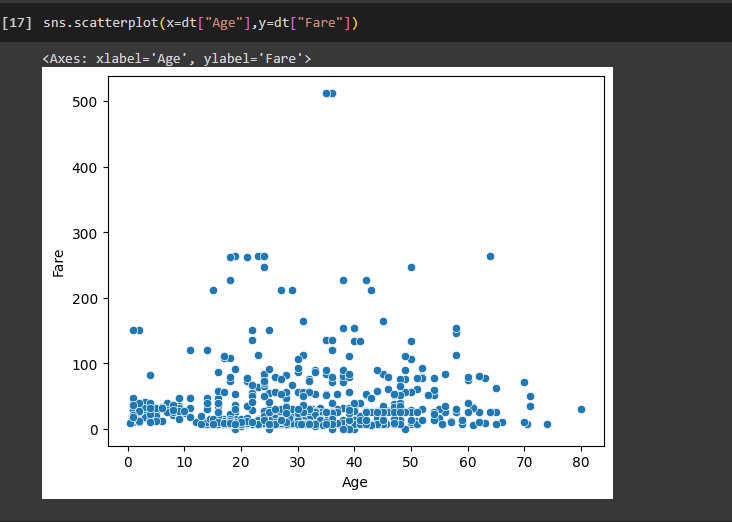 [17] sns.scatterplot(x=dt["Age"],y=dt["Fare"])
<Axes: xlabel='Age', ylabel='Fare'>
500
400
300
200
100
0
Fare
0 10 20 30 40 50 60 70 80
Age